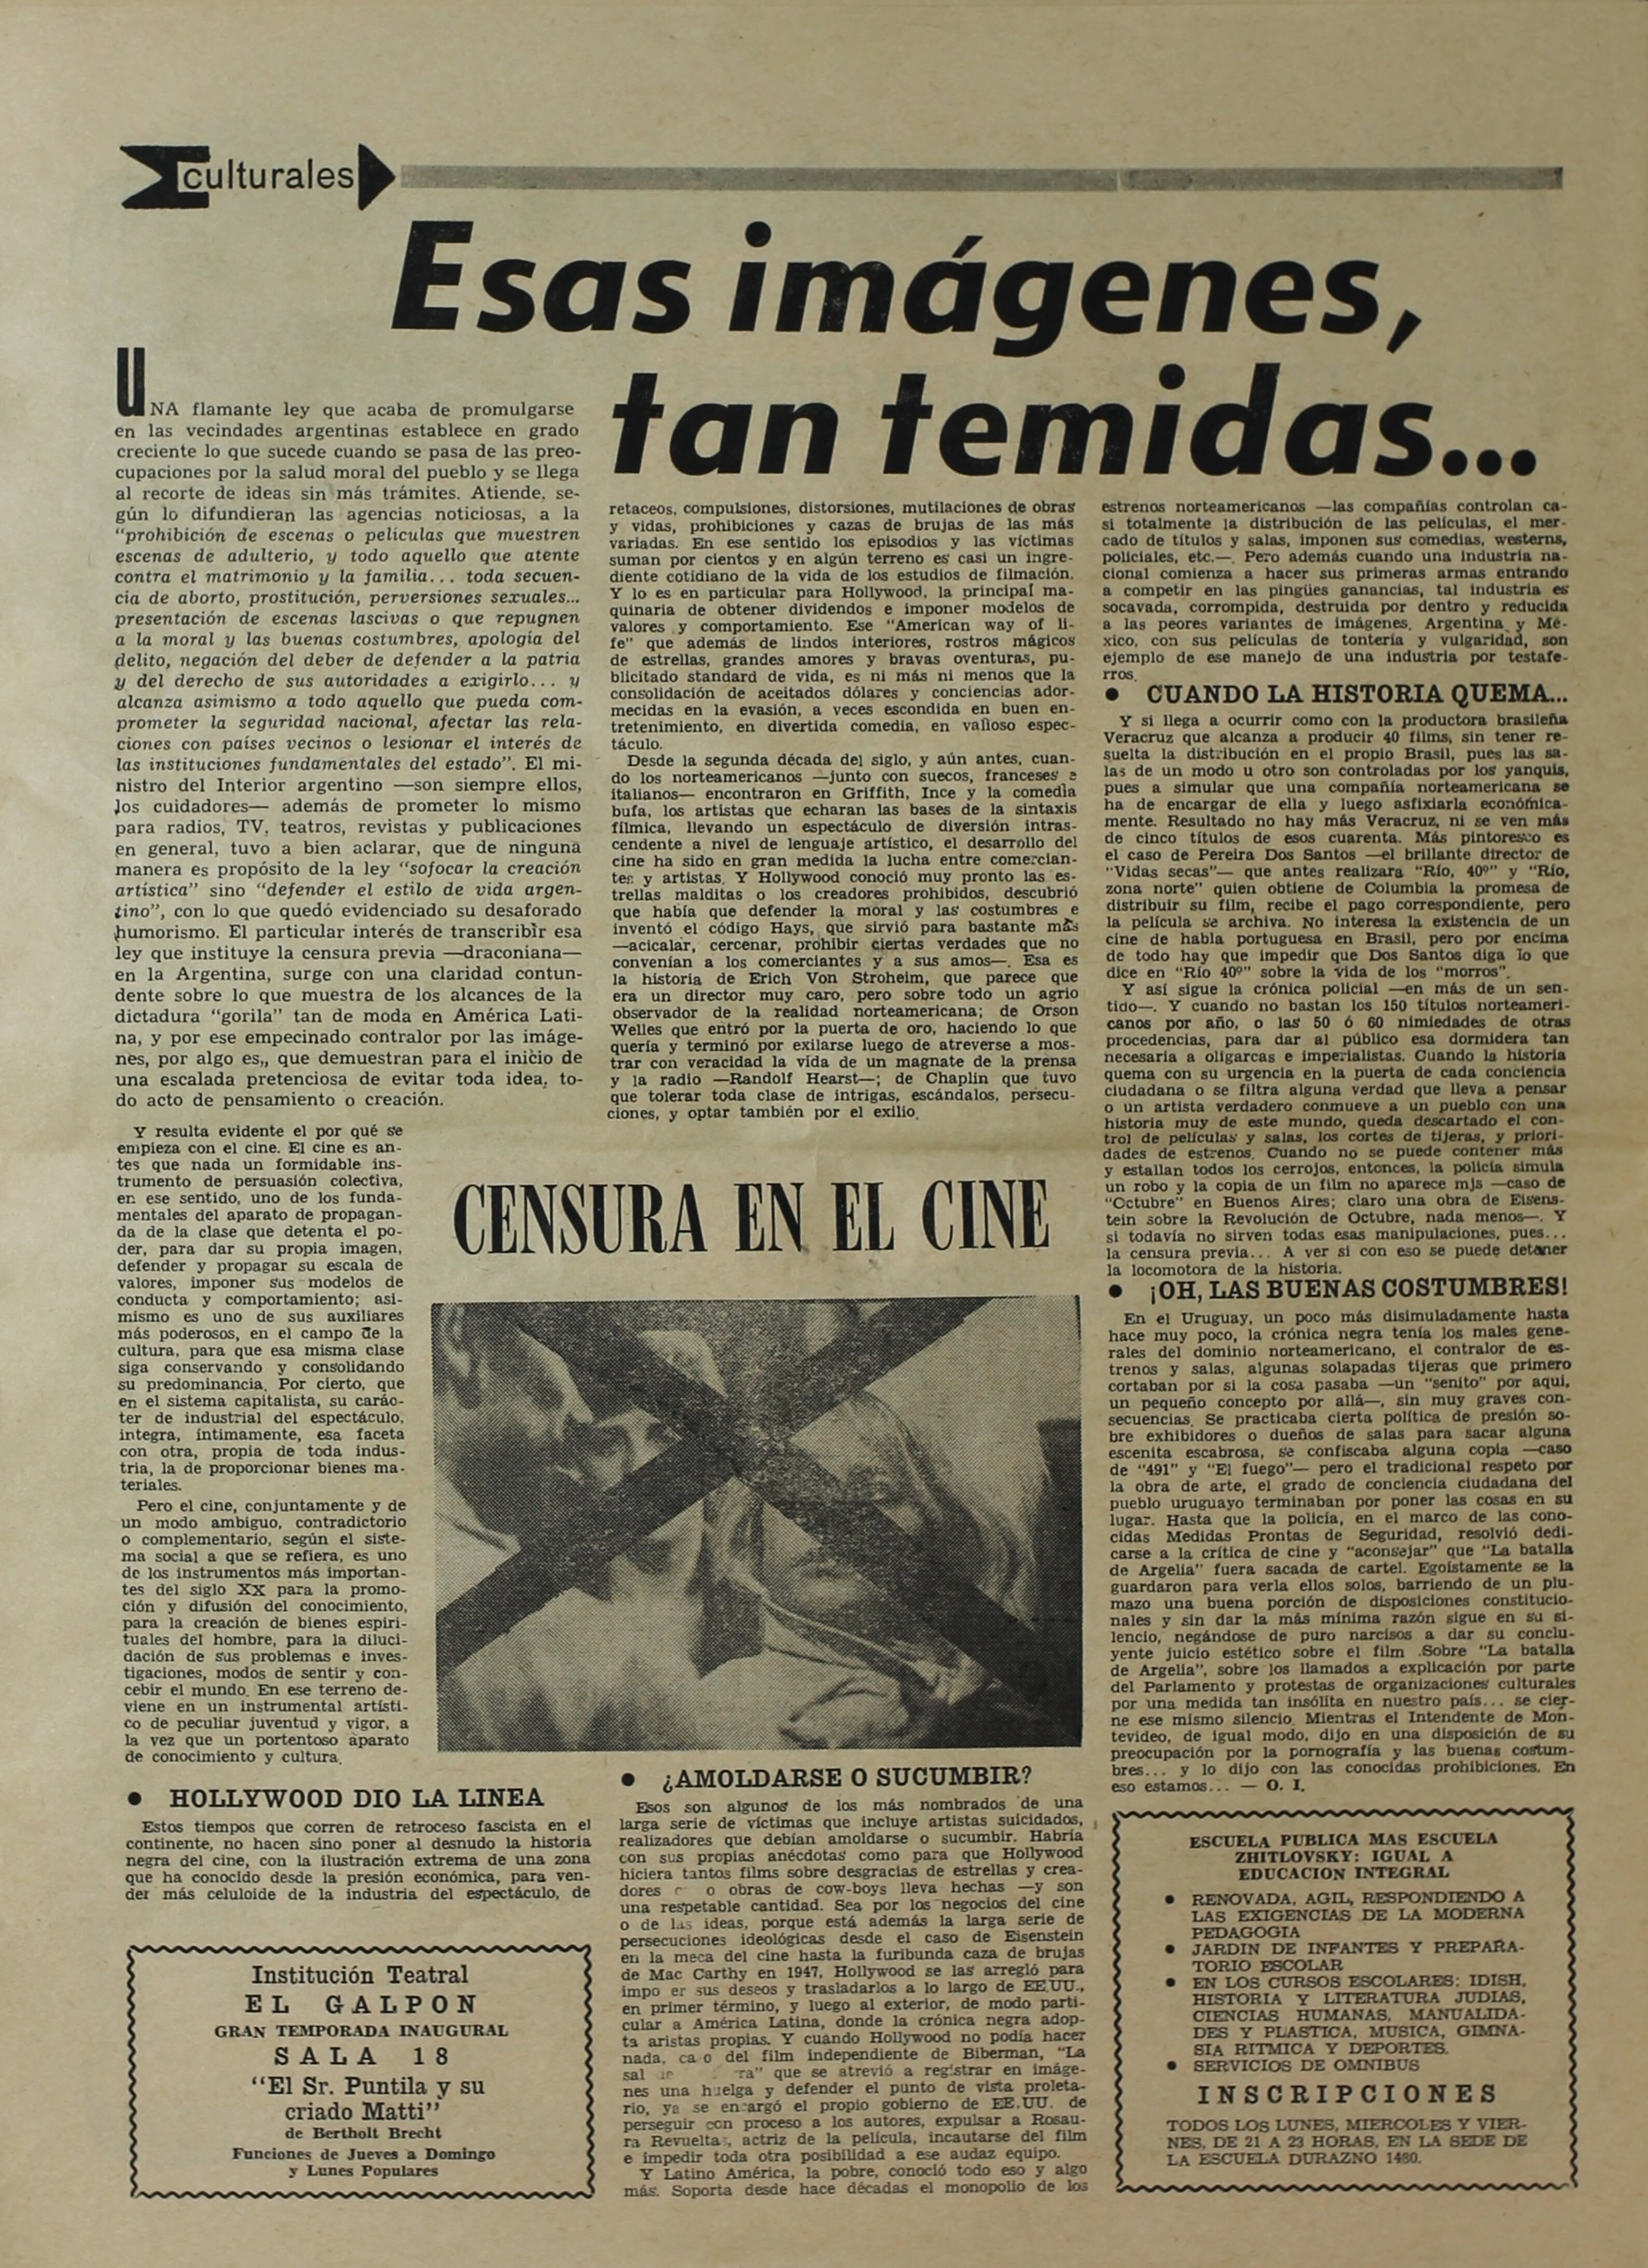 culturales
Esas imágenes,
tan temidas...
UNA flamante ley que acaba de promulgarse
en las vecindades argentinas establece en grado
creciente lo que sucede cuando se pasa de las preo-
cupaciones por la salud moral del pueblo y se llega
al recorte de ideas sin más trámites. Atiende, se-
gún lo difundieran las agencias noticiosas, a la
"prohibición de escenas o películas que muestren
escenas de adulterio, y todo aquello que atente
contra el matrimonio y la familia... toda secuen-
cia de aborto, prostitución, perversiones sexuales...
presentación de escenas lascivas o que repugnen
a la moral y las buenas costumbres, apología del
delito, negación del deber de defender a la patria
y del derecho de sus autoridades a exigirlo... y
alcanza asimismo a todo aquello que pueda com-
prometer la seguridad nacional, afectar las rela-
ciones con países vecinos o lesionar el interés de
las instituciones fundamentales del estado". El mi-
nistro del Interior argentino —son siempre ellos,
los cuidadores— además de prometer lo mismo
para radios, TV, teatros, revistas y publicaciones
en general, tuvo a bien aclarar, que de ninguna
manera es propósito de la ley "sofocar la creación
artística" sino "defender el estilo de vida argen-
tino", con lo que quedó evidenciado su desaforado
humorismo. El particular interés de transcribir esa
ley que instituye la censura previa —draconiana—
en la Argentina, surge con una claridad contun-
dente sobre lo que muestra de los alcances de la
dictadura "gorila" tan de moda en América Lati-
na, y por ese empecinado contralor por las imáge-
nes, por algo es,, que demuestran para el inicio de
una escalada pretenciosa de evitar toda idea, to-
do acto de pensamiento o creación.
Y resulta evidente el por qué se
empieza con el cine. El cine es an-
tes que nada un formidable ins-
trumento de persuasión colectiva,
en ese sentido, uno de los funda-
mentales del aparato de propagan-
da de la clase que detenta el po-
der, para dar su propia imagen,
defender y propagar su escala de
valores, imponer sus modelos de
conducta y comportamiento; asi-
mismo es uno de sus auxiliares
más poderosos, en el campo de la
cultura, para que esa misma clase
siga conservando y consolidando
su predominancia. Por cierto, que
en el sistema capitalista, su carác-
ter de industrial del espectáculo,
integra, íntimamente, esa faceta
con otra, propia de toda indus-
tria, la de proporcionar bienes ma-
teriales.
Pero el cine, conjuntamente y de
un modo ambiguo, contradictorio
o complementario, según el siste-
ma social a que se refiera, es uno
de los instrumentos más importan-
tes del siglo XX para la promo-
ción y difusión del conocimiento,
para la creación de bienes espiri-
tuales del hombre, para la diluci-
dación de sus problemas e inves-
tigaciones, modos de sentir y con-
cebir el mundo. En ese terreno de-
viene en un instrumental artísti-
co de peculiar juventud y vigor, a
la vez que un portentoso aparato
de conocimiento y cultura.
● HOLLYWOOD DIO LA LINEA
Estos tiempos que corren de retroceso fascista en el
continente, no hacen sino poner al desnudo la historia
negra del cine, con la ilustración extrema de una zona
que ha conocido desde la presión económica, para ven-
der más celuloide de la industria del espectáculo, de
retaceos, compulsiones, distorsiones, mutilaciones de obras
y vidas, prohibiciones y cazas de brujas de las más
variadas. En ese sentido los episodios y las víctimas
suman por cientos y en algún terreno es casi un ingre-
diente cotidiano de la vida de los estudios de filmación.
Y lo es en particular para Hollywood, la principal ma-
quinaria de obtener dividendos e imponer modelos de
valores y comportamiento. Ese "American way of li-
fe" que además de lindos interiores, rostros mágicos
de estrellas, grandes amores y bravas oventuras, pu-
blicitado standard de vida, es ni más ni menos que la
consolidación de aceitados dólares y conciencias ador-
mecidas en la evasión, a veces escondida en buen en-
tretenimiento, en divertida comedia, en valioso espec-
táculo.
Desde la segunda década del siglo, y aún antes, cuan-
do los norteamericanos —junto con suecos, franceses e
italianos— encontraron en Griffith, Ince y la comedia
bufa, los artistas que echaran las bases de la sintaxis
fílmica, llevando un espectáculo de diversión intras-
cendente a nivel de lenguaje artístico, el desarrollo del
cine ha sido en gran medida la lucha entre comercian-
tes y artistas. Y Hollywood conoció muy pronto las es-
trellas malditas o los creadores prohibidos, descubrió
que había que defender la moral y las costumbres e
inventó el código Hays, que sirvió para bastante más
—acicalar, cercenar, prohibir ciertas verdades que no
convenían a los comerciantes y a sus amos—. Esa es
la historia de Erich Von Stroheim, que parece que
era un director muy caro, pero sobre todo un agrio
observador de la realidad norteamericana; de Orson
Welles que entró por la puerta de oro, haciendo lo que
quería y terminó por exilarse luego de atreverse a mos-
trar con veracidad la vida de un magnate de la prensa
y la radio —Randolf Hearst—; de Chaplin que tuvo
que tolerar toda clase de intrigas, escándalos, persecu-
ciones, y optar también por el exilio.
CENSURA EN EL CINE
● ¿AMOLDARSE O SUCUMBIR?
Esos son algunos de los más nombrados de una
larga serie de víctimas que incluye artistas suicidados,
realizadores que debían amoldarse o sucumbir. Habría
con sus propias anécdotas como para que Hollywood
hiciera tantos films sobre desgracias de estrellas y crea-
dores o obras de cow-boys lleva hechas —y son
una respetable cantidad. Sea por los negocios del cine
o de las ideas, porque está además la larga serie de
persecuciones ideológicas desde el caso de Eisenstein
en la meca del cine hasta la furibunda caza de brujas
de Mac Carthy en 1947, Hollywood se las arregló para
impo er sus deseos y trasladarlos a lo largo de EE.UU.,
en primer término, y luego al exterior, de modo parti-
cular a América Latina, donde la crónica negra adop-
ta aristas propias. Y cuando Hollywood no podía hacer
nada, ca o del film independiente de Biberman, "La
sal ra" que se atrevió a registrar en imáge-
nes una huelga y defender el punto de vista proleta-
rio, ya se encargó el propio gobierno de EE.UU. de
perseguir con proceso a los autores, expulsar a Rosau-
ra Revueltas, actriz de la película, incautarse del film
e impedir toda otra posibilidad a ese audaz equipo.
Y Latino América, la pobre, conoció todo eso y algo
más. Soporta desde hace décadas el monopolio de los
estrenos norteamericanos —las compañías controlan ca-
si totalmente la distribución de las películas, el mer-
cado de títulos y salas, imponen sus comedias, westerns,
policiales, etc.—. Pero además cuando una industria na-
cional comienza a hacer sus primeras armas entrando
a competir en las pingües ganancias, tal industria es
socavada, corrompida, destruida por dentro y reducida
a las peores variantes de imágenes. Argentina y Mé-
xico, con sus películas de tontería y vulgaridad, son
ejemplo de ese manejo de una industria por testafe-
rros.
● CUANDO LA HISTORIA QUEMA...
Y si llega a ocurrir como con la productora brasileña
Veracruz que alcanza a producir 40 films, sin tener re-
suelta la distribución en el propio Brasil, pues las sa-
las de un modo u otro son controladas por los yanquis,
pues a simular que una compañía norteamericana se
ha de encargar de ella y luego asfixiarla económica-
mente. Resultado no hay más Veracruz, ni se ven más
de cinco títulos de esos cuarenta. Más pintoresco es
el caso de Pereira Dos Santos —el brillante director de
"Vidas secas"— que antes realizara "Río, 40º" y "Río,
zona norte" quien obtiene de Columbia la promesa de
distribuir su film, recibe el pago correspondiente, pero
la película se archiva. No interesa la existencia de un
cine de habla portuguesa en Brasil, pero por encima
de todo hay que impedir que Dos Santos diga lo que
dice en "Río 40º" sobre la vida de los "morros".
Y así sigue la crónica policial —en más de un sen-
tido—. Y cuando no bastan los 150 títulos norteameri-
canos por año, o las 50 ó 60 nimiedades de otras
procedencias, para dar al público esa dormidera tan
necesaria a oligarcas e imperialistas. Cuando la historia
quema con su urgencia en la puerta de cada conciencia
ciudadana o se filtra alguna verdad que lleva a pensar
o un artista verdadero conmueve a un pueblo con una
historia muy de este mundo, queda descartado el con-
trol de películas y salas, los cortes de tijeras, y priori-
dades de estrenos. Cuando no se puede contener más
y estallan todos los cerrojos, entonces, la policía simula
un robo y la copia de un film no aparece mjs —caso de
"Octubre" en Buenos Aires; claro una obra de Eisens-
tein sobre la Revolución de Octubre, nada menos—. Y
si todavía no sirven todas esas manipulaciones, pues...
la censura previa... A ver si con eso se puede detener
la locomotora de la historia.
● ¡OH, LAS BUENAS COSTUMBRES!
En el Uruguay, un poco más disimuladamente hasta
hace muy poco, la crónica negra tenía los males gene-
rales del dominio norteamericano, el contralor de es-
trenos y salas, algunas solapadas tijeras que primero
cortaban por si la cosa pasaba —un "senito" por aquí,
un pequeño concepto por allá—, sin muy graves con-
secuencias. Se practicaba cierta política de presión so-
bre exhibidores o dueños de salas para sacar alguna
escenita escabrosa, se confiscaba alguna copia —caso
de "491" y "El fuego"— pero el tradicional respeto por
la obra de arte, el grado de conciencia ciudadana del
pueblo uruguayo terminaban por poner las cosas en su
lugar. Hasta que la policía, en el marco de las cono-
cidas Medidas Prontas de Seguridad, resolvió dedi-
carse a la crítica de cine y "aconsejar" que "La batalla
de Argelia" fuera sacada de cartel. Egoístamente se la
guardaron para verla ellos solos, barriendo de un plu-
mazo una buena porción de disposiciones constitucio-
nales y sin dar la más mínima razón sigue en su si-
lencio, negándose de puro narcisos a dar su conclu-
yente juicio estético sobre el film .Sobre "La batalla
de Argelia", sobre los llamados a explicación por parte
del Parlamento y protestas de organizaciones culturales
por una medida tan insólita en nuestro país... se cier-
ne ese mismo silencio. Mientras el Intendente de Mon-
tevideo, de igual modo, dijo en una disposición de su
preocupación por la pornografía y las buenas costum-
bres... y lo dijo con las conocidas prohibiciones. En
eso estamos... — O. I.
Institución Teatral
EL GALPON
GRAN TEMPORADA INAUGURAL
SALA 18
"El Sr. Puntila y su
criado Matti"
de Bertholt Brecht
Funciones de Jueves a Domingo
y Lunes Populares
ESCUELA PUBLICA MAS ESCUELA
ZHITLOVSKY: IGUAL A
EDUCACION INTEGRAL
● RENOVADA, AGIL, RESPONDIENDO A
LAS EXIGENCIAS DE LA MODERNA
PEDAGOGIA
● JARDIN DE INFANTES Y PREPARA-
TORIO ESCOLAR
● EN LOS CURSOS ESCOLARES: IDISH,
HISTORIA Y LITERATURA JUDIAS,
CIENCIAS HUMANAS, MANUALIDA-
DES Y PLASTICA, MUSICA, GIMNA-
SIA RITMICA Y DEPORTES.
● SERVICIOS DE OMNIBUS
INSCRIPCIONES
TODOS LOS LUNES, MIERCOLES Y VIER-
NES, DE 21 A 23 HORAS, EN LA SEDE DE
LA ESCUELA DURAZNO 1480.